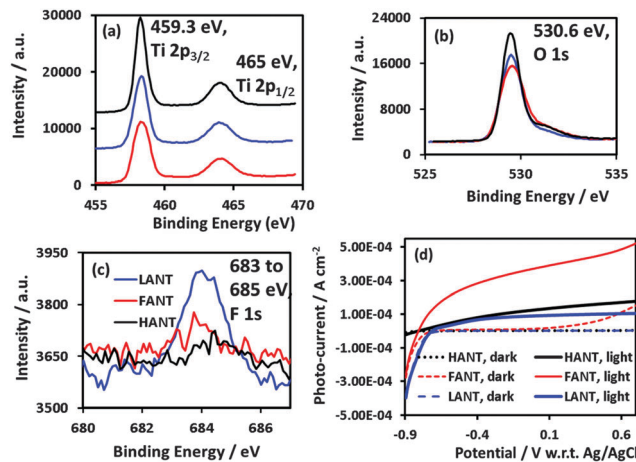 (a)
459.3 eV,
Ti 2p3/2
465 eV,
Ti 2p1/2
30000
20000
10000
0
Intensity / a.u.
455 460 465 470
Binding Energy (eV)
(b)
530.6 eV,
O 1s
24000
16000
8000
0
Intensity / a.u.
525 530 535
Binding Energy / eV
(c)
683 to
685 eV,
F 1s
LANT
FANT
HANT
3950
3800
3650
3500
Intensity / a.u.
680 682 684 686
Binding Energy / eV
(d)
5.00E-04
3.00E-04
1.00E-04
-1.00E-04
-3.00E-04
-5.00E-04
Photo-current / A cm-2
HANT, dark HANT, light
FANT, dark FANT, light
LANT, dark LANT, light
-0.9 -0.4 0.1 0.6
Potential / V w.r.t. Ag/AgCl